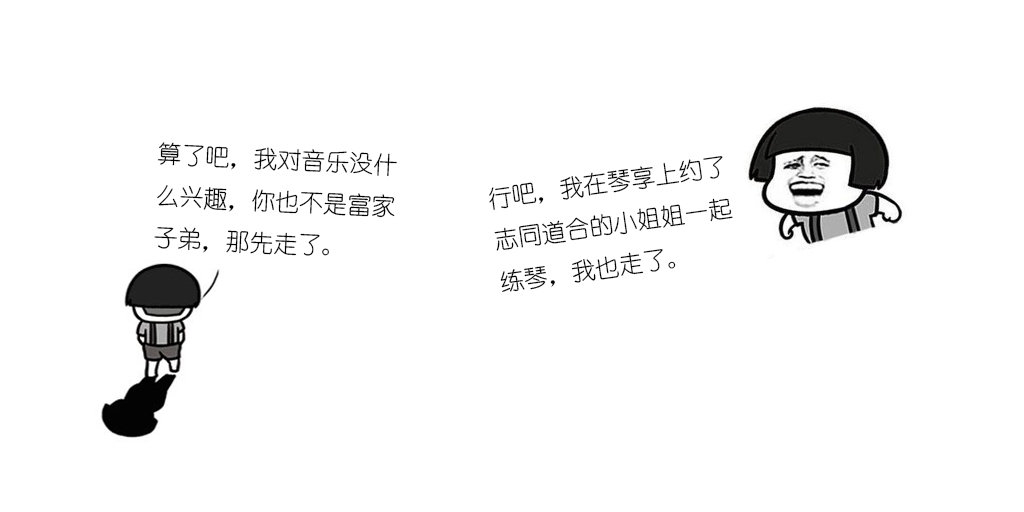 算了吧，我对音乐没什
么兴趣，你也不是富家
子弟，那先走了。
行吧，我在琴享上约了
志同道合的小姐姐一起
练琴，我也走了。